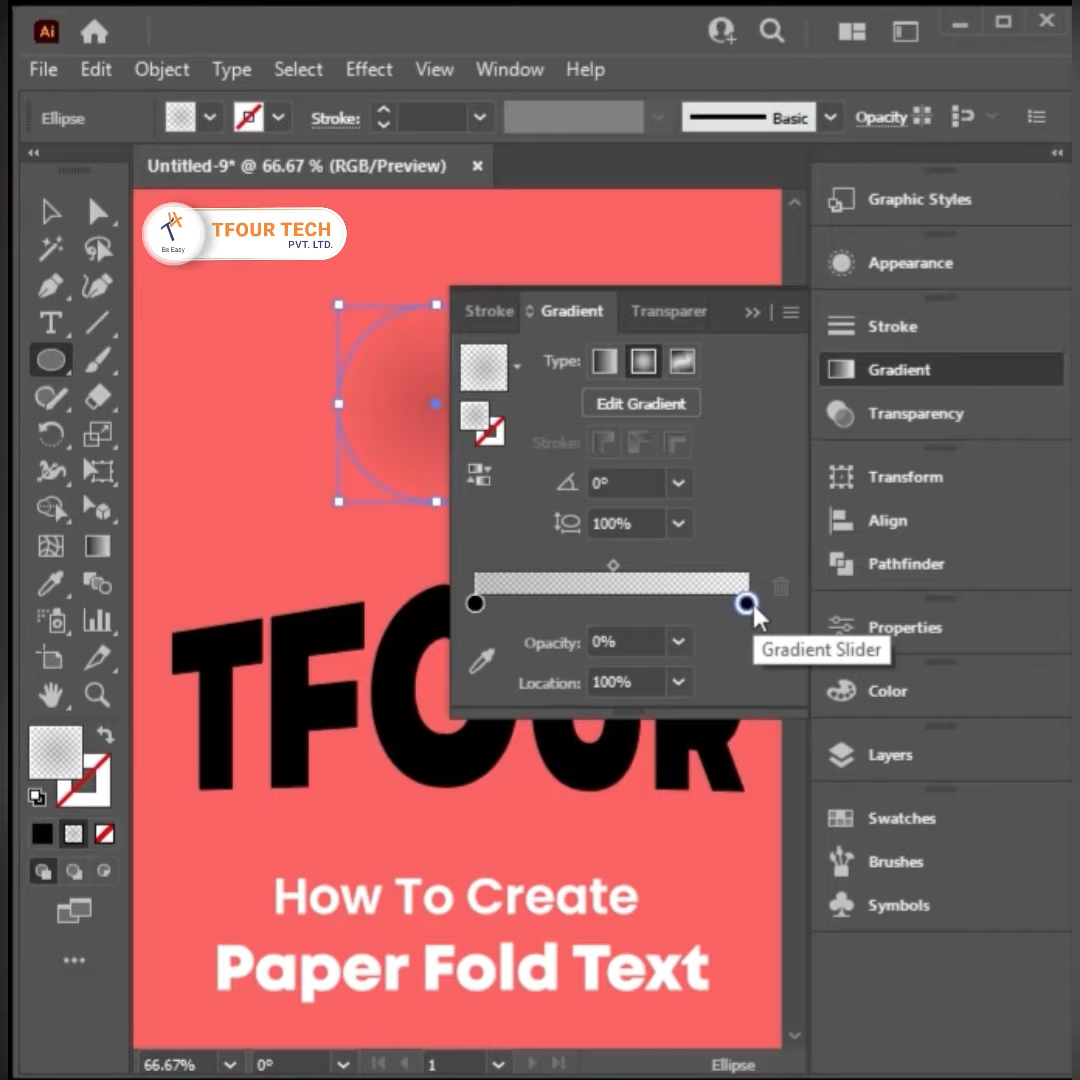 Ai
File Edit Object Type Select Effect View Window Help
Ellipse Stroke: Basic Opacity
Untitled-9* @ 66.67 % (RGB/Preview) ×
TFOUR TECH
PVT. LTD.
Be Easy
Stroke Gradient Transparer
Type:
Edit Gradient
Stroke:
0°
100%
Opacity: 0%
Location: 100%
Gradient Slider
Graphic Styles
Appearance
Stroke
Gradient
Transparency
Transform
Align
Pathfinder
Properties
Color
Layers
Swatches
Brushes
Symbols
TFOUR
How To Create
Paper Fold Text
66.67% 0° 1 Ellipse